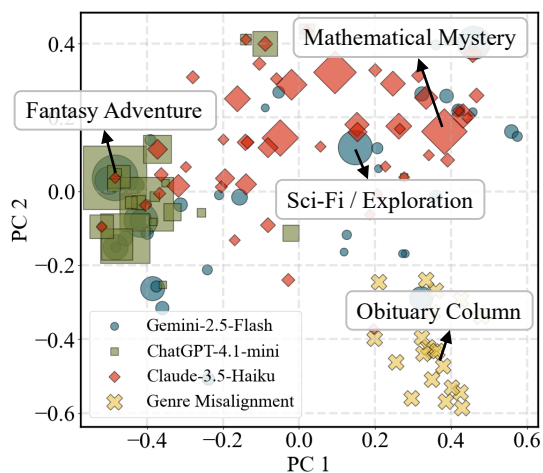 Mathematical Mystery
Fantasy Adventure
Sci-Fi / Exploration
Obituary Column
Gemini-2.5-Flash
ChatGPT-4.1-mini
Claude-3.5-Haiku
Genre Misalignment
PC 2
0.4
0.2
0.0
−0.2
−0.4
−0.6
−0.4
−0.2
0.0
0.2
0.4
0.6
PC 1